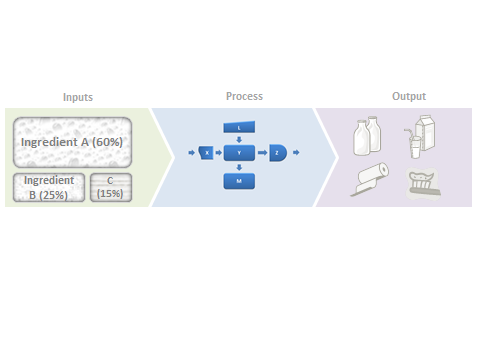 Inputs
Process
Output
Ingredient A (60%)
Ingredient
B (25%)
C
(15%)
L
X
Y
Z
M